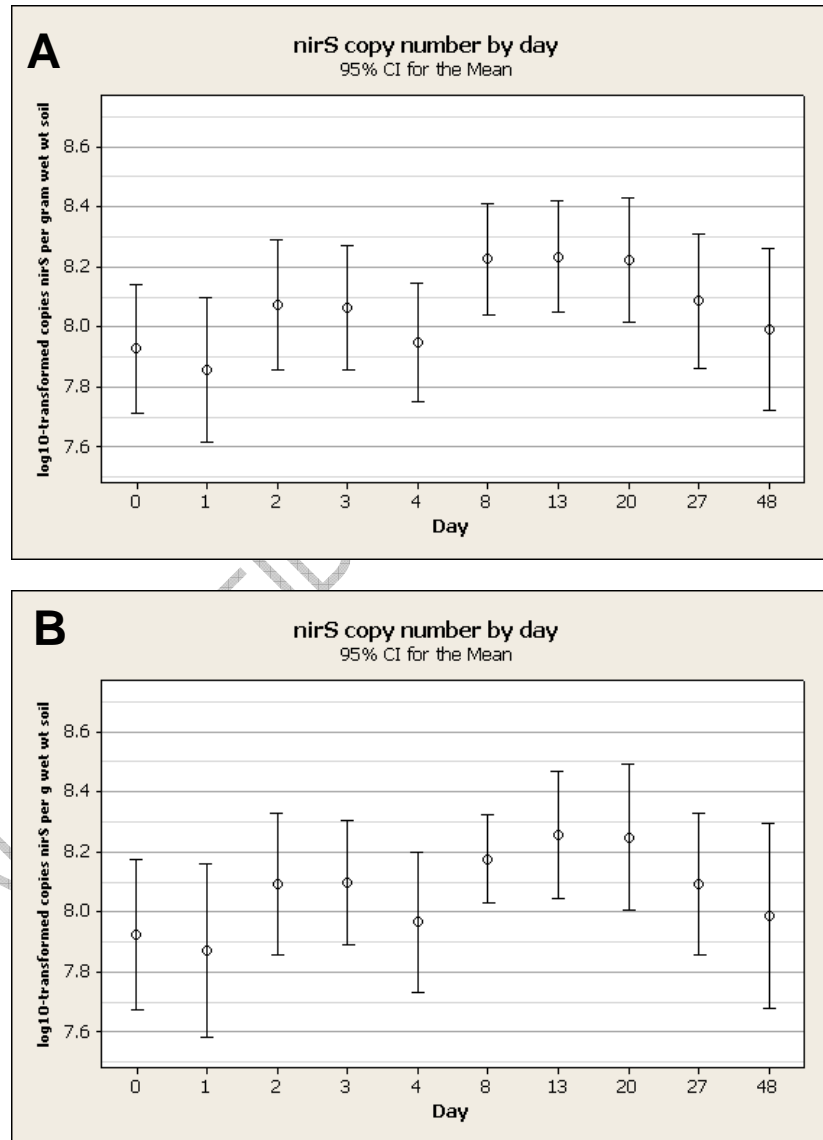 A
nirS copy number by day
95% CI for the Mean
log10-transformed copies nirS per gram wet wt soil
8.6
8.4
8.2
8.0
7.8
7.6
0 1 2 3 4 8 13 20 27 48
Day
B
nirS copy number by day
95% CI for the Mean
log10-transformed copies nirS per g wet wt soil
8.6
8.4
8.2
8.0
7.8
7.6
0 1 2 3 4 8 13 20 27 48
Day